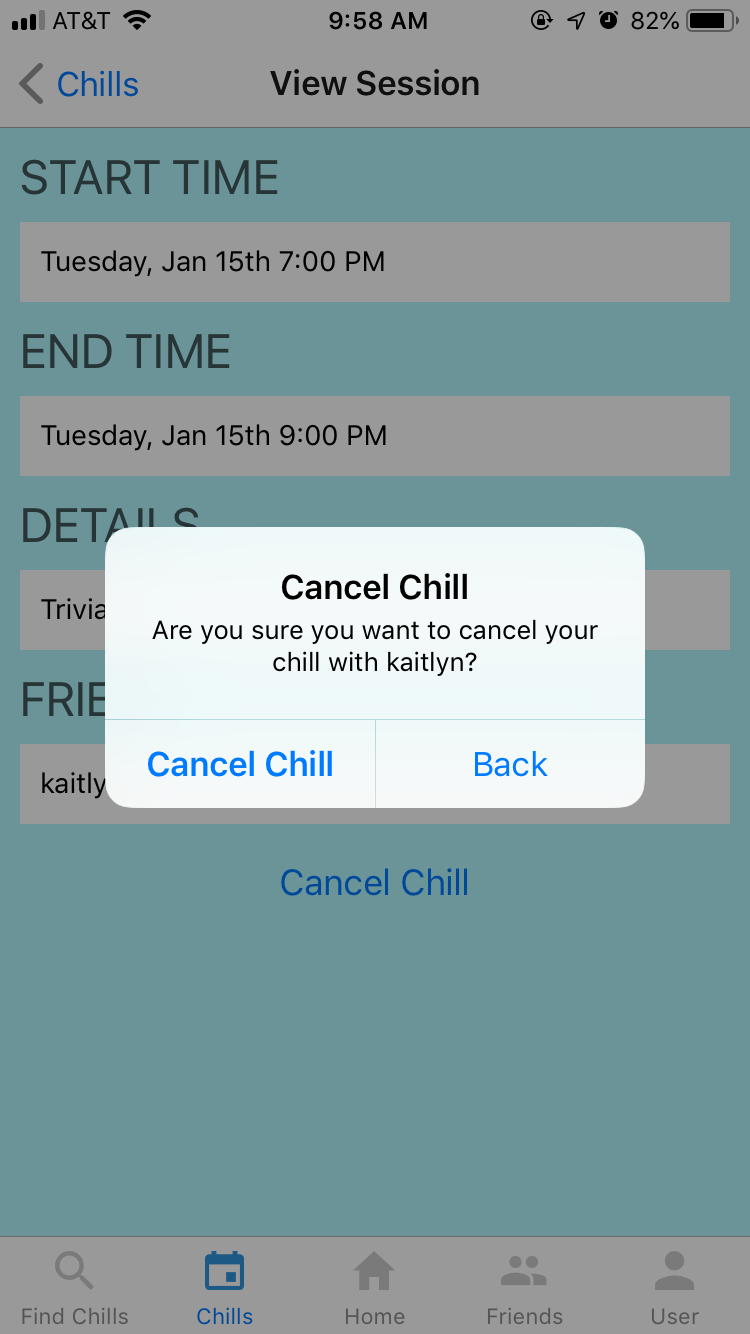 AT&T 9:58 AM 82%
Chills View Session
START TIME
Tuesday, Jan 15th 7:00 PM
END TIME
Tuesday, Jan 15th 9:00 PM
DETAILS
Trivia
FRIE
kaitly
Cancel Chill
Are you sure you want to cancel your
chill with kaitlyn?
Cancel Chill Back
Cancel Chill
Find Chills Chills Home Friends User